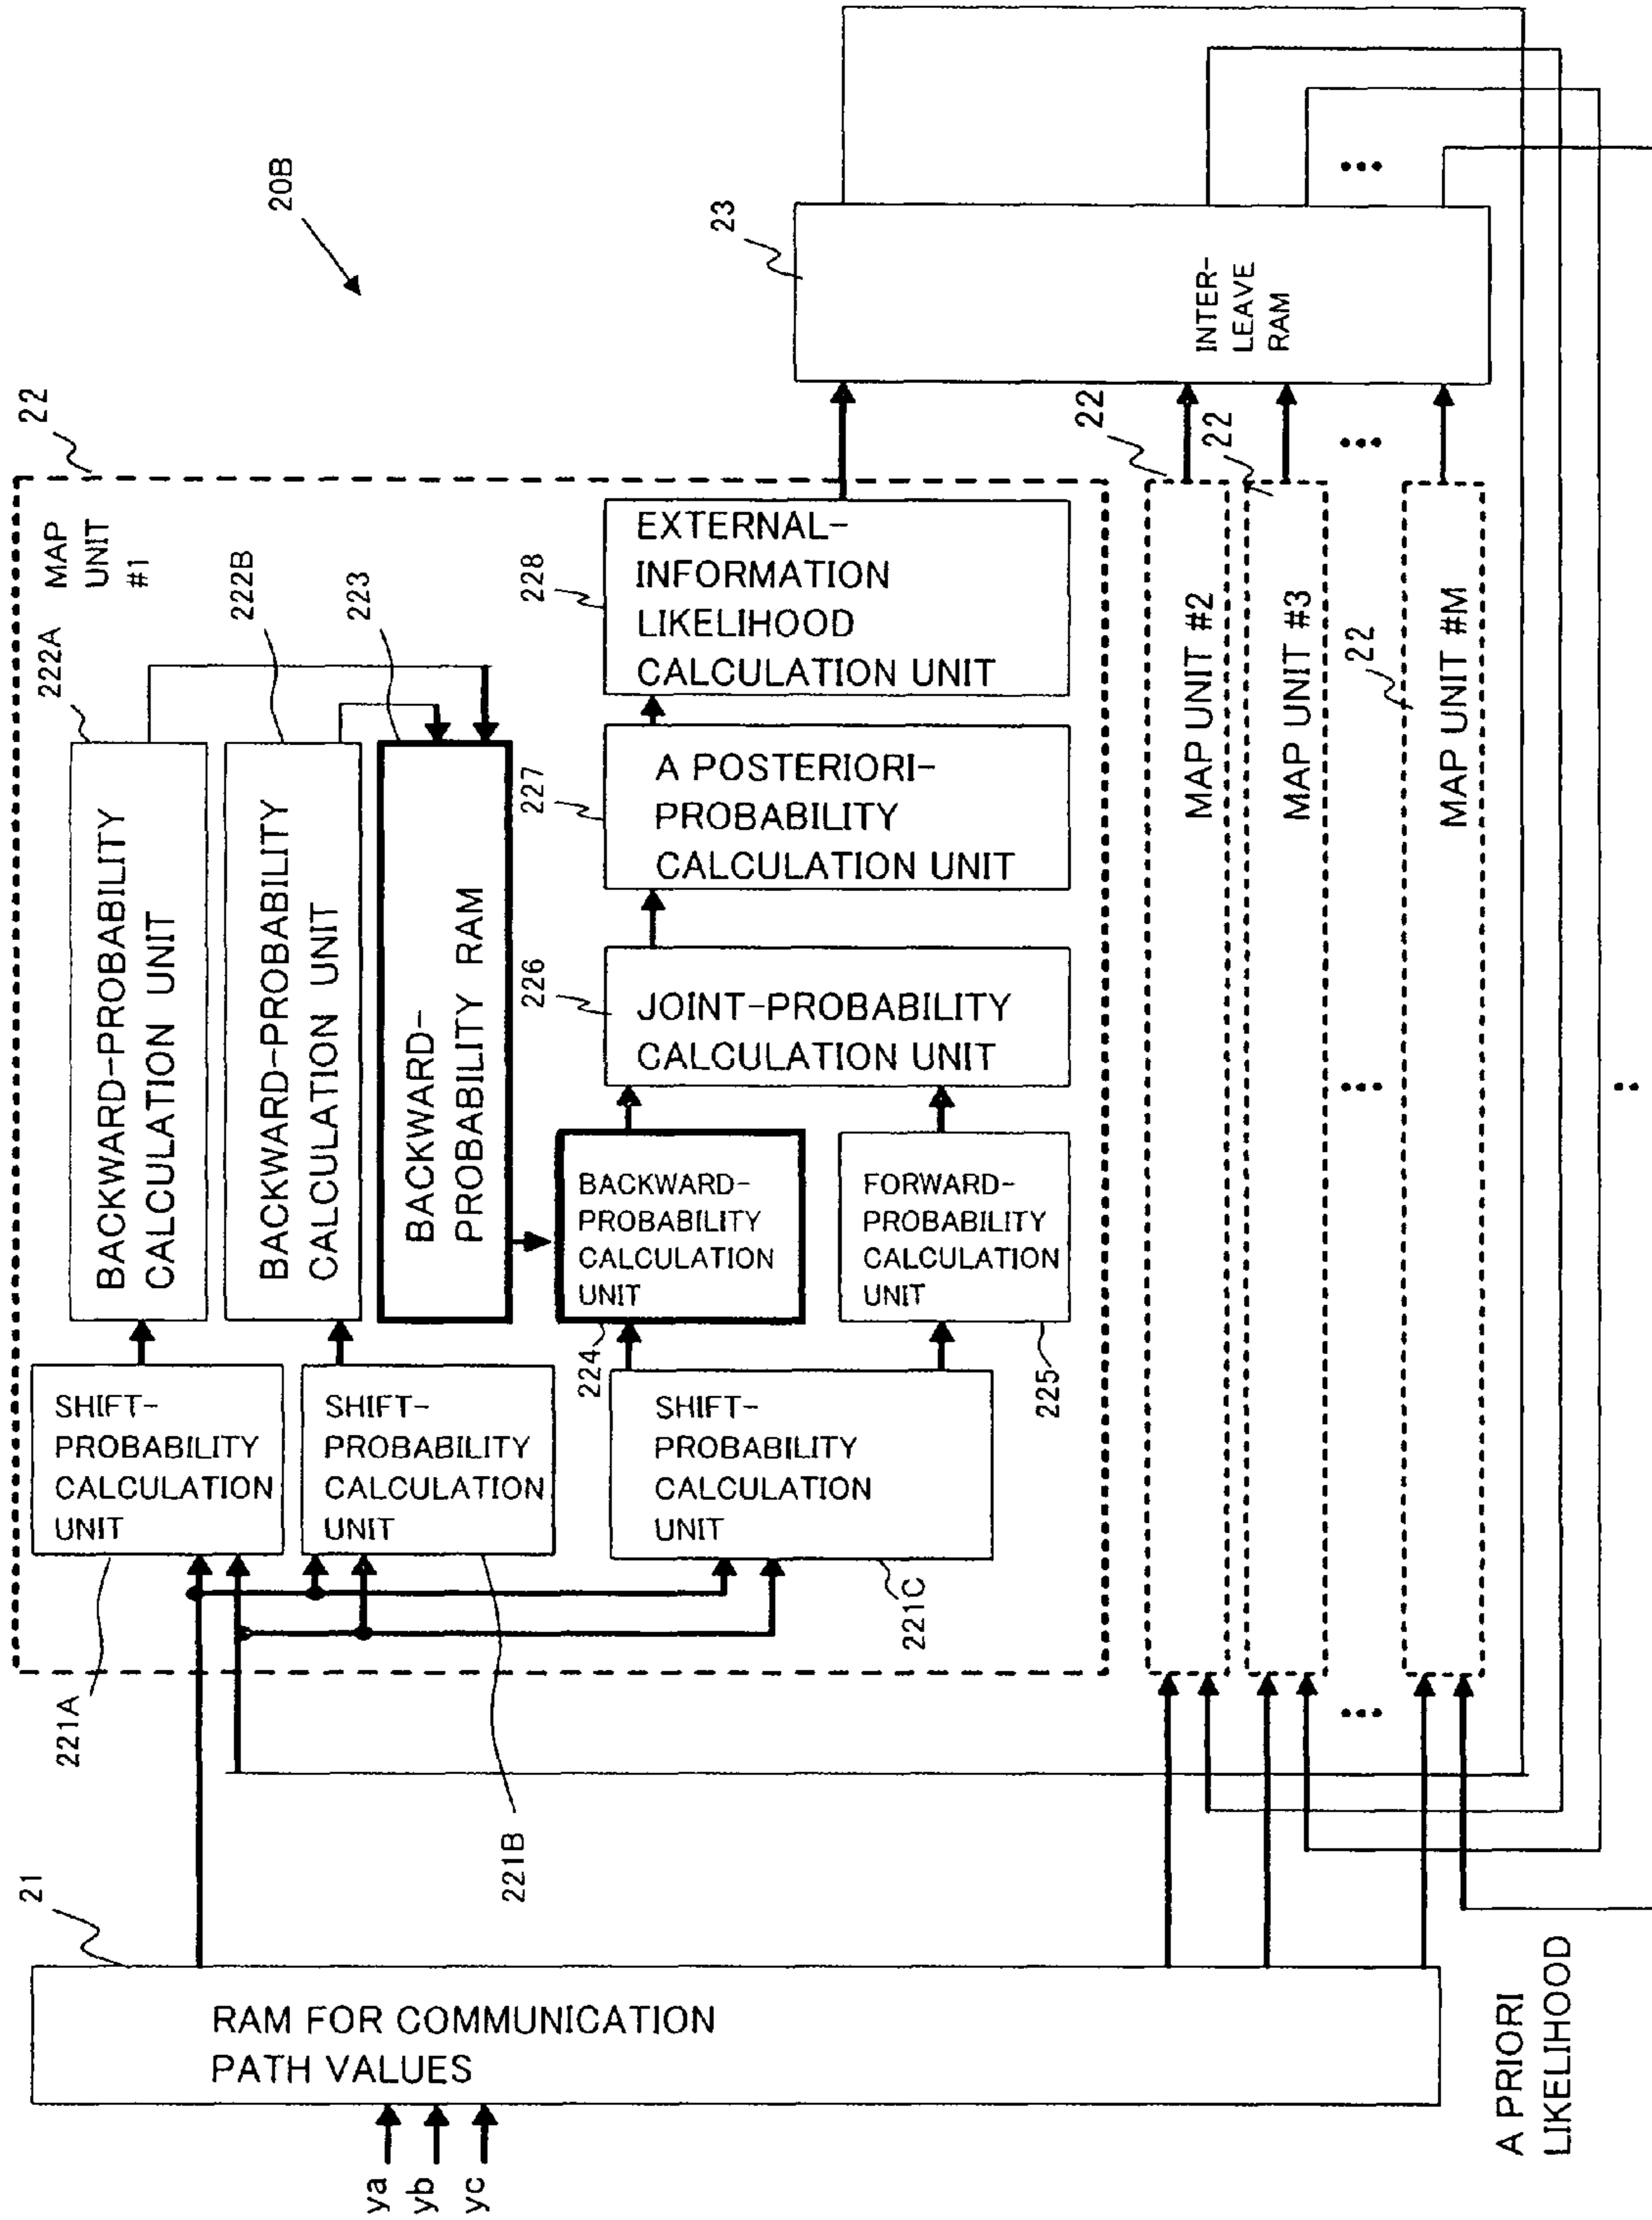 20B
ya
yb
yc
21
RAM FOR COMMUNICATION
PATH VALUES
A PRIORI
LIKELIHOOD
22
MAP
UNIT
#1
221A
SHIFT-
PROBABILITY
CALCULATION
UNIT
221B
SHIFT-
PROBABILITY
CALCULATION
UNIT
221C
SHIFT-
PROBABILITY
CALCULATION
UNIT
222A
BACKWARD-PROBABILITY
CALCULATION UNIT
222B
BACKWARD-PROBABILITY
CALCULATION UNIT
223
BACKWARD-
PROBABILITY RAM
224
BACKWARD-
PROBABILITY
CALCULATION
UNIT
225
FORWARD-
PROBABILITY
CALCULATION
UNIT
226
JOINT-PROBABILITY
CALCULATION UNIT
227
A POSTERIORI-
PROBABILITY
CALCULATION UNIT
228
EXTERNAL-
INFORMATION
LIKELIHOOD
CALCULATION UNIT
22
MAP UNIT #2
22
MAP UNIT #3
22
MAP UNIT #M
23
INTER-
LEAVE
RAM